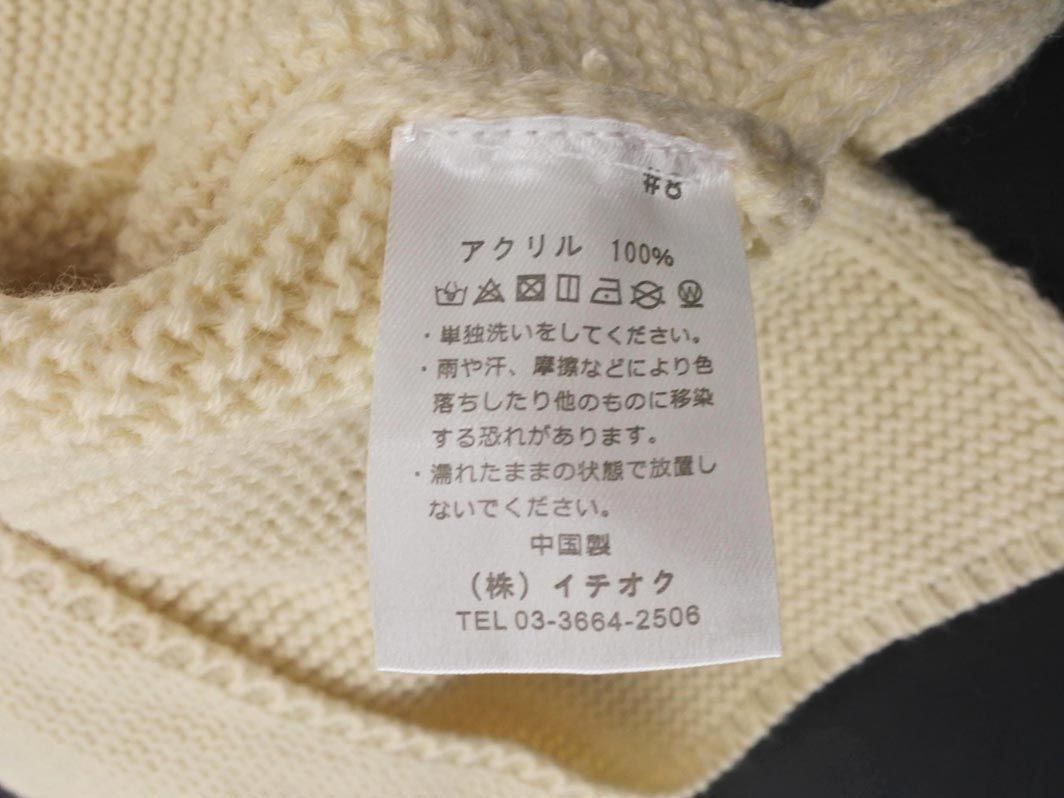 #8
アクリル 100%
W
・単独洗いをしてください。
・雨や汗、摩擦などにより色
落ちしたり他のものに移染
する恐れがあります。
・濡れたままの状態で放置し
ないでください。
中国製
(株) イチオク
TEL 03-3664-2506